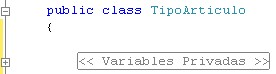 public class TipoArticulo
{
<< Variables Privadas >>